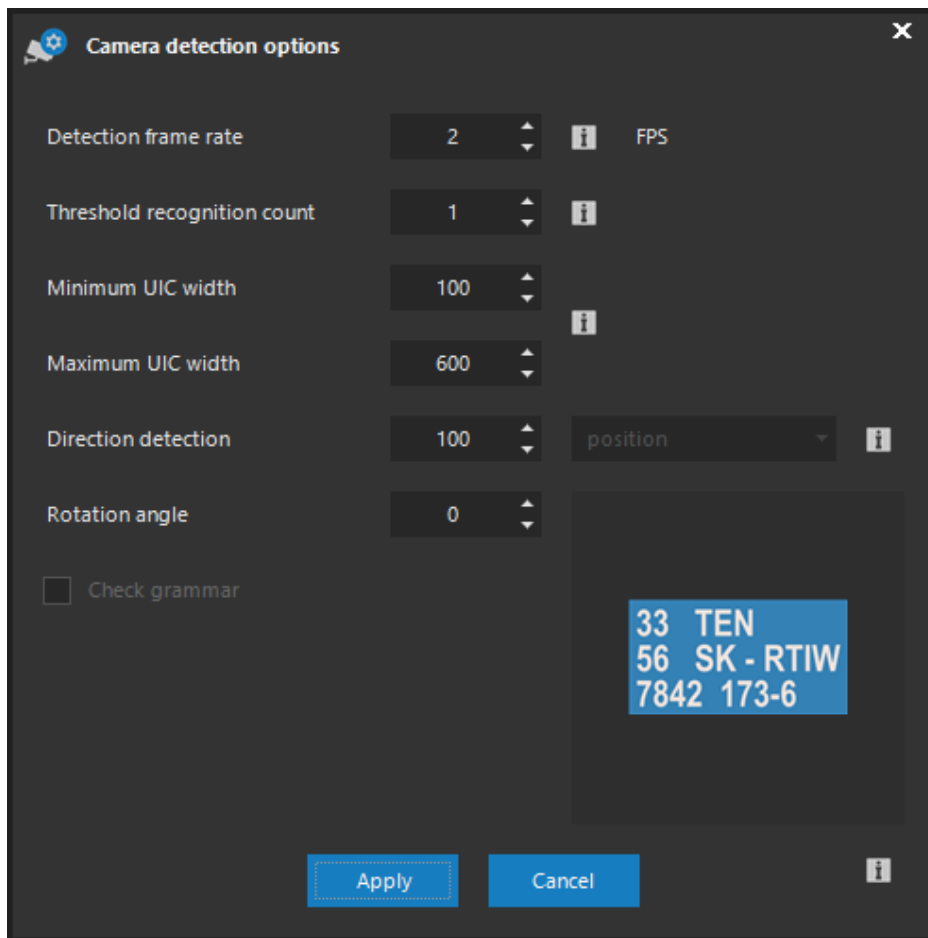 Camera detection options
Detection frame rate 2 FPS
Threshold recognition count 1
Minimum UIC width 100
Maximum UIC width 600
Direction detection 100 position
Rotation angle 0
Check grammar
33 TEN
56 SK - RTIW
7842 173-6
Apply Cancel